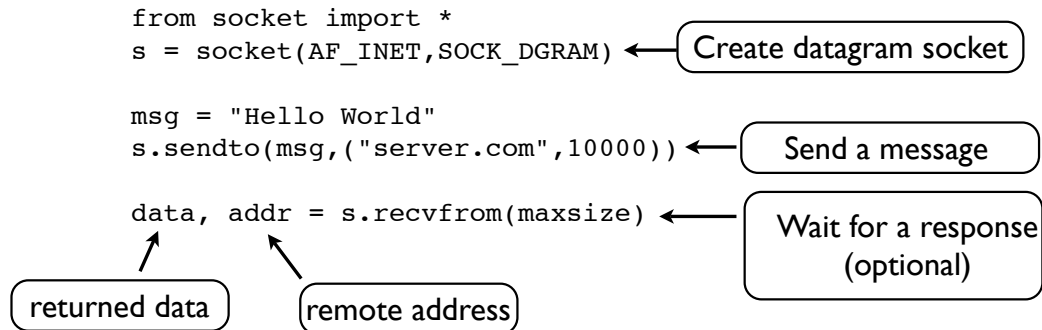 from socket import *
s = socket(AF_INET,SOCK_DGRAM)
Create datagram socket
msg = "Hello World"
s.sendto(msg,("server.com",10000))
Send a message
data, addr = s.recvfrom(maxsize)
Wait for a response
(optional)
returned data
remote address